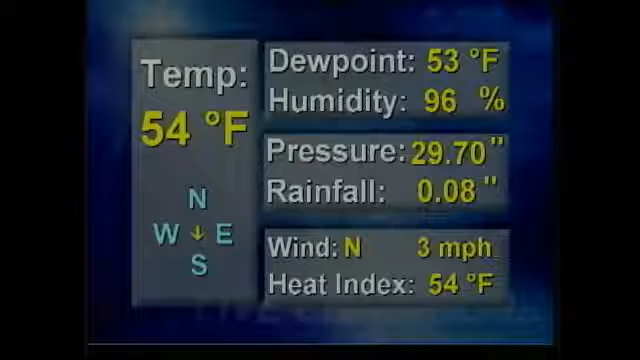 Temp:
54 °F
N
W E
S
Dewpoint: 53 °F
Humidity: 96 %
Pressure: 29.70"
Rainfall: 0.08"
Wind: N 3 mph
Heat Index: 54 °F